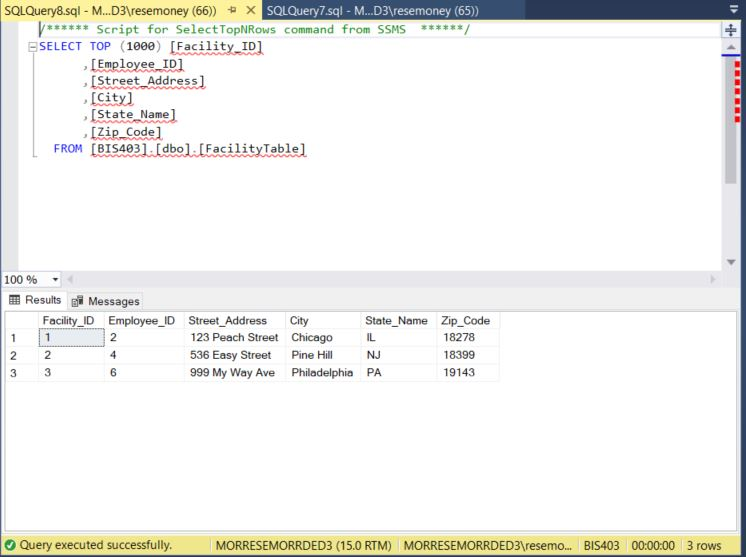 SQLQuery8.sql - M...D3\resemoney (66)) SQLQuery7.sql - M...D3\resemoney (65))
/****** Script for SelectTopNRows command from SSMS ******/
SELECT TOP (1000) [Facility_ID]
,[Employee_ID]
,[Street_Address]
,[City]
,[State_Name]
,[Zip_Code]
FROM [BIS403].[dbo].[FacilityTable]
100 %
Results Messages
Facility_ID Employee_ID Street_Address City State_Name Zip_Code
1 1 2 123 Peach Street Chicago IL 18278
2 2 4 536 Easy Street Pine Hill NJ 18399
3 3 6 999 My Way Ave Philadelphia PA 19143
Query executed successfully. MORRESEMORRDED3 (15.0 RTM) MORRESEMORRDED3\resemo... BIS403 00:00:00 3 rows